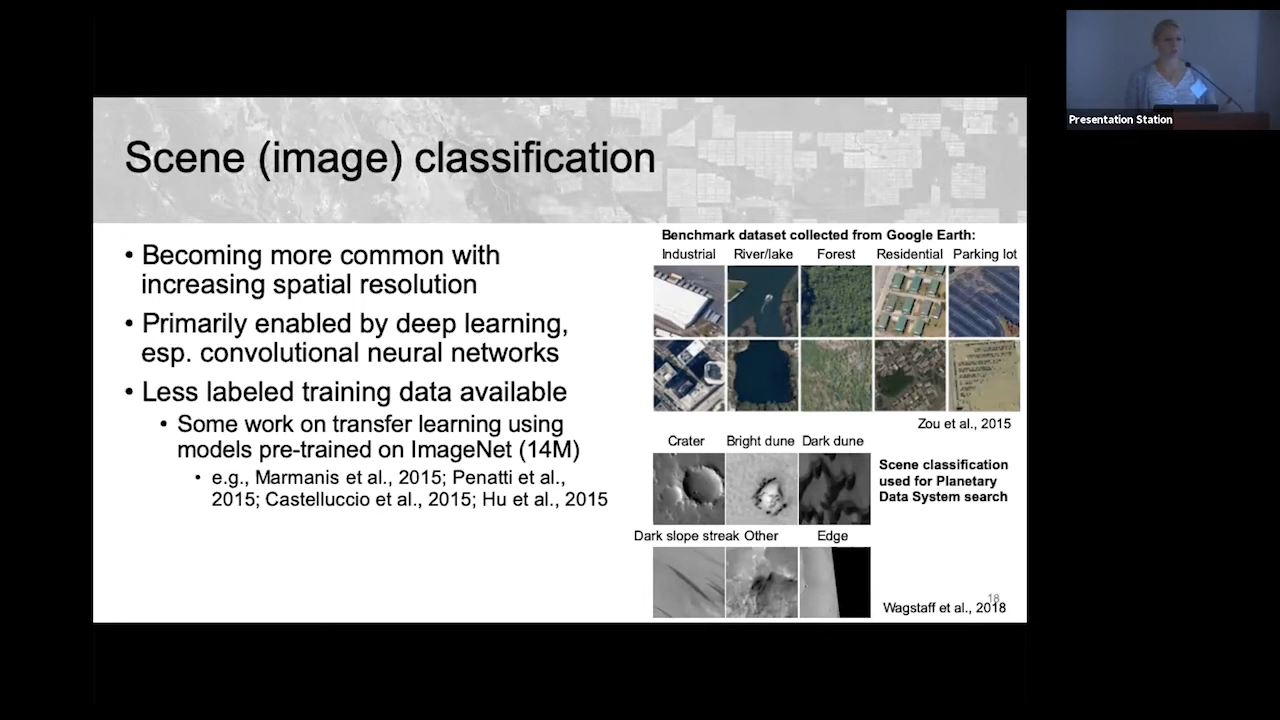 Scene (image) classification
• Becoming more common with
increasing spatial resolution
• Primarily enabled by deep learning,
esp. convolutional neural networks
• Less labeled training data available
• Some work on transfer learning using
models pre-trained on ImageNet (14M)
• e.g., Marmanis et al., 2015; Penatti et al.,
2015; Castelluccio et al., 2015; Hu et al., 2015
Benchmark dataset collected from Google Earth:
Industrial River/lake Forest Residential Parking lot
Zou et al., 2015
Crater Bright dune Dark dune
Scene classification
used for Planetary
Data System search
Dark slope streak Other Edge
18
Wagstaff et al., 2018
Presentation Station